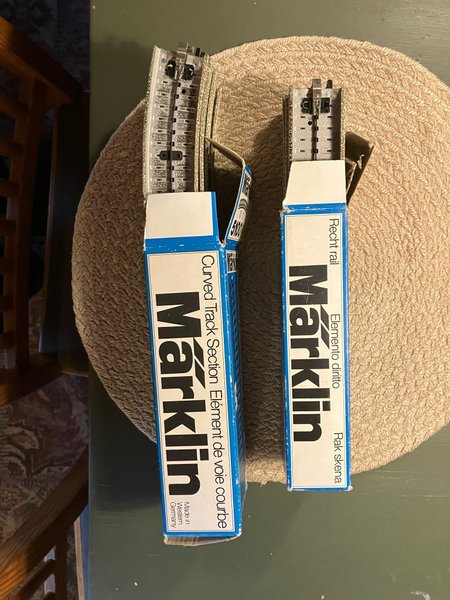 Curved Track Section Elément de voie courbe
Märklin
Made in
Western
Germany
Recht rail Elemento diritto Rak skena
Märklin